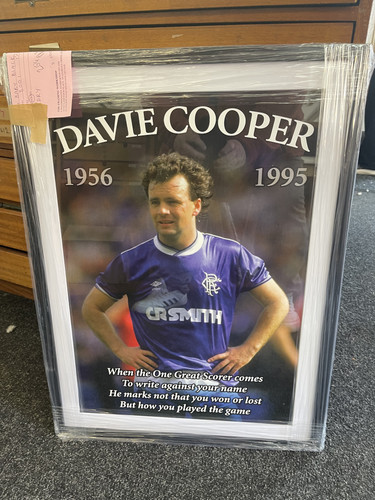 DAVIE COOPER
1956
1995
CR SMITH
When the One Great Scorer comes
To write against your name
He marks not that you won or lost
But how you played the game